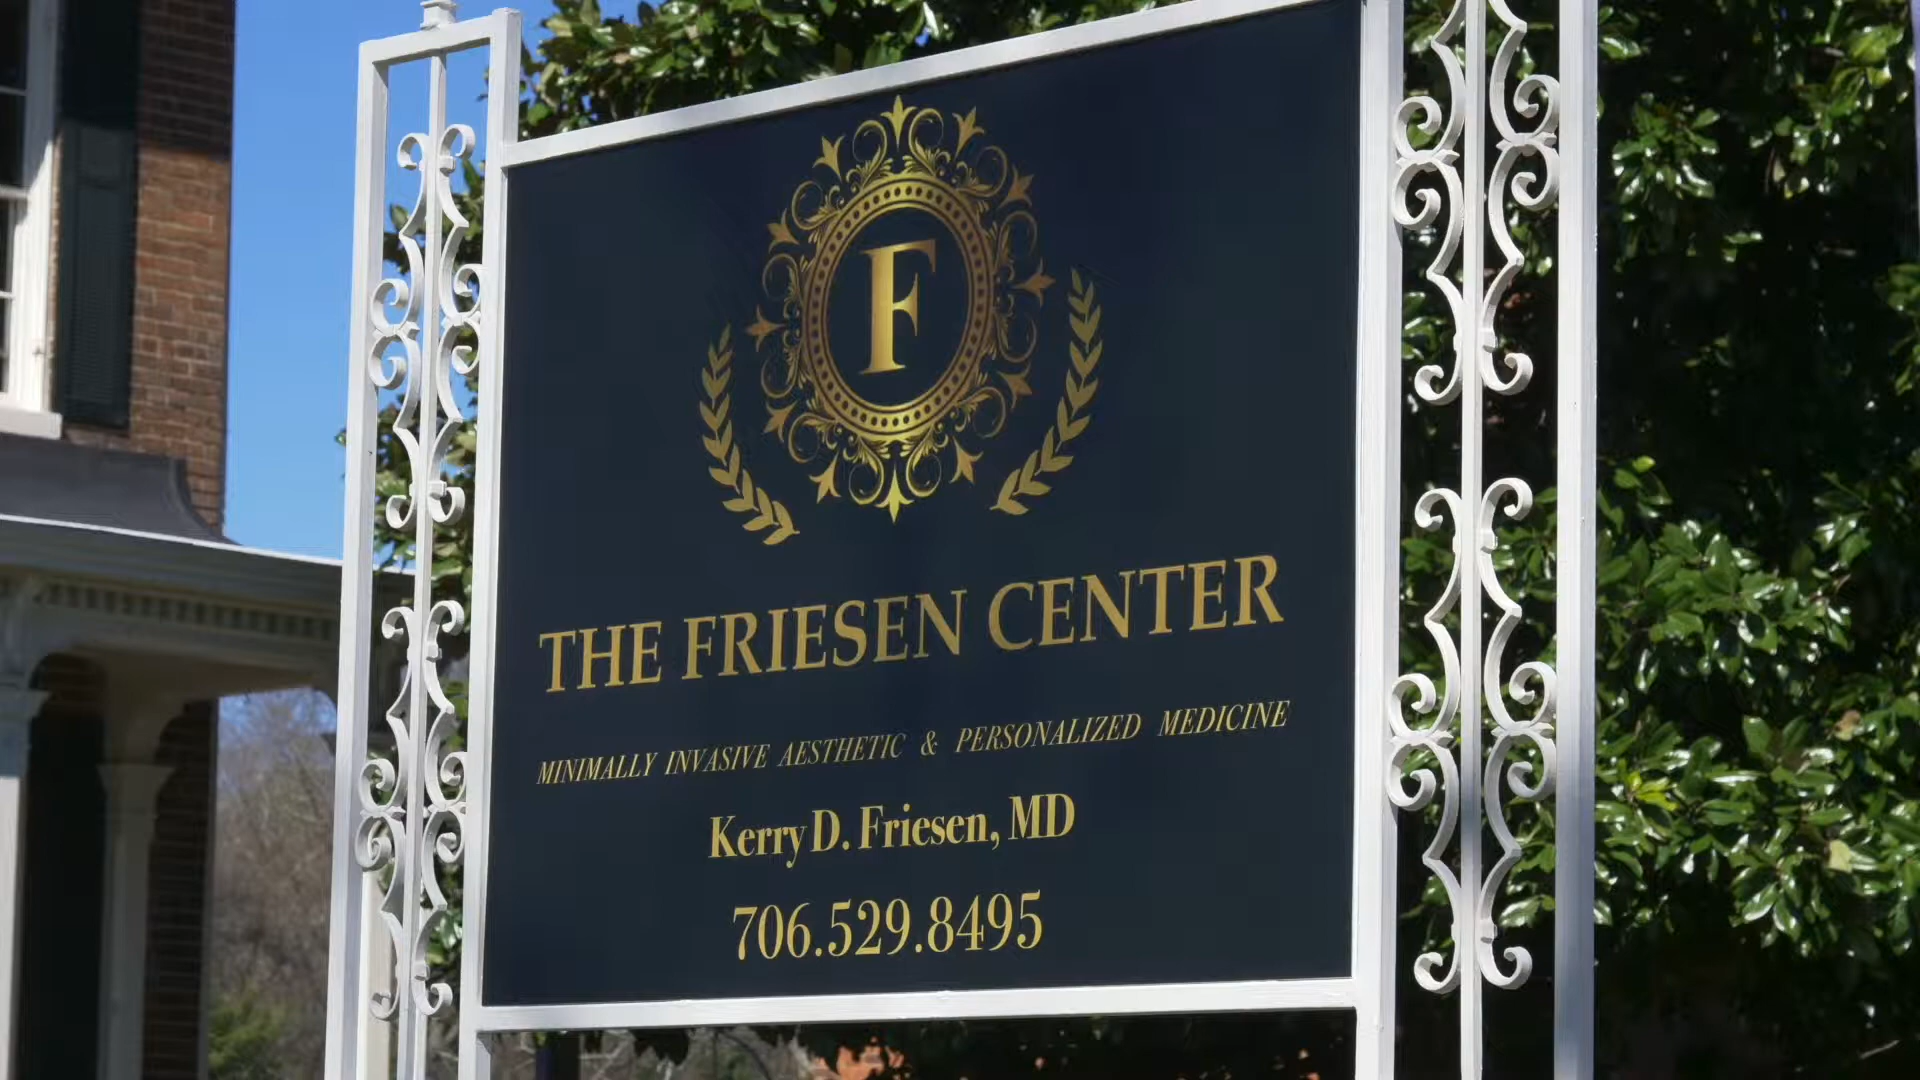 F
THE FRIESEN CENTER
MINIMALLY INVASIVE AESTHETIC & PERSONALIZED MEDICINE
Kerry D. Friesen, MD
706.529.8495